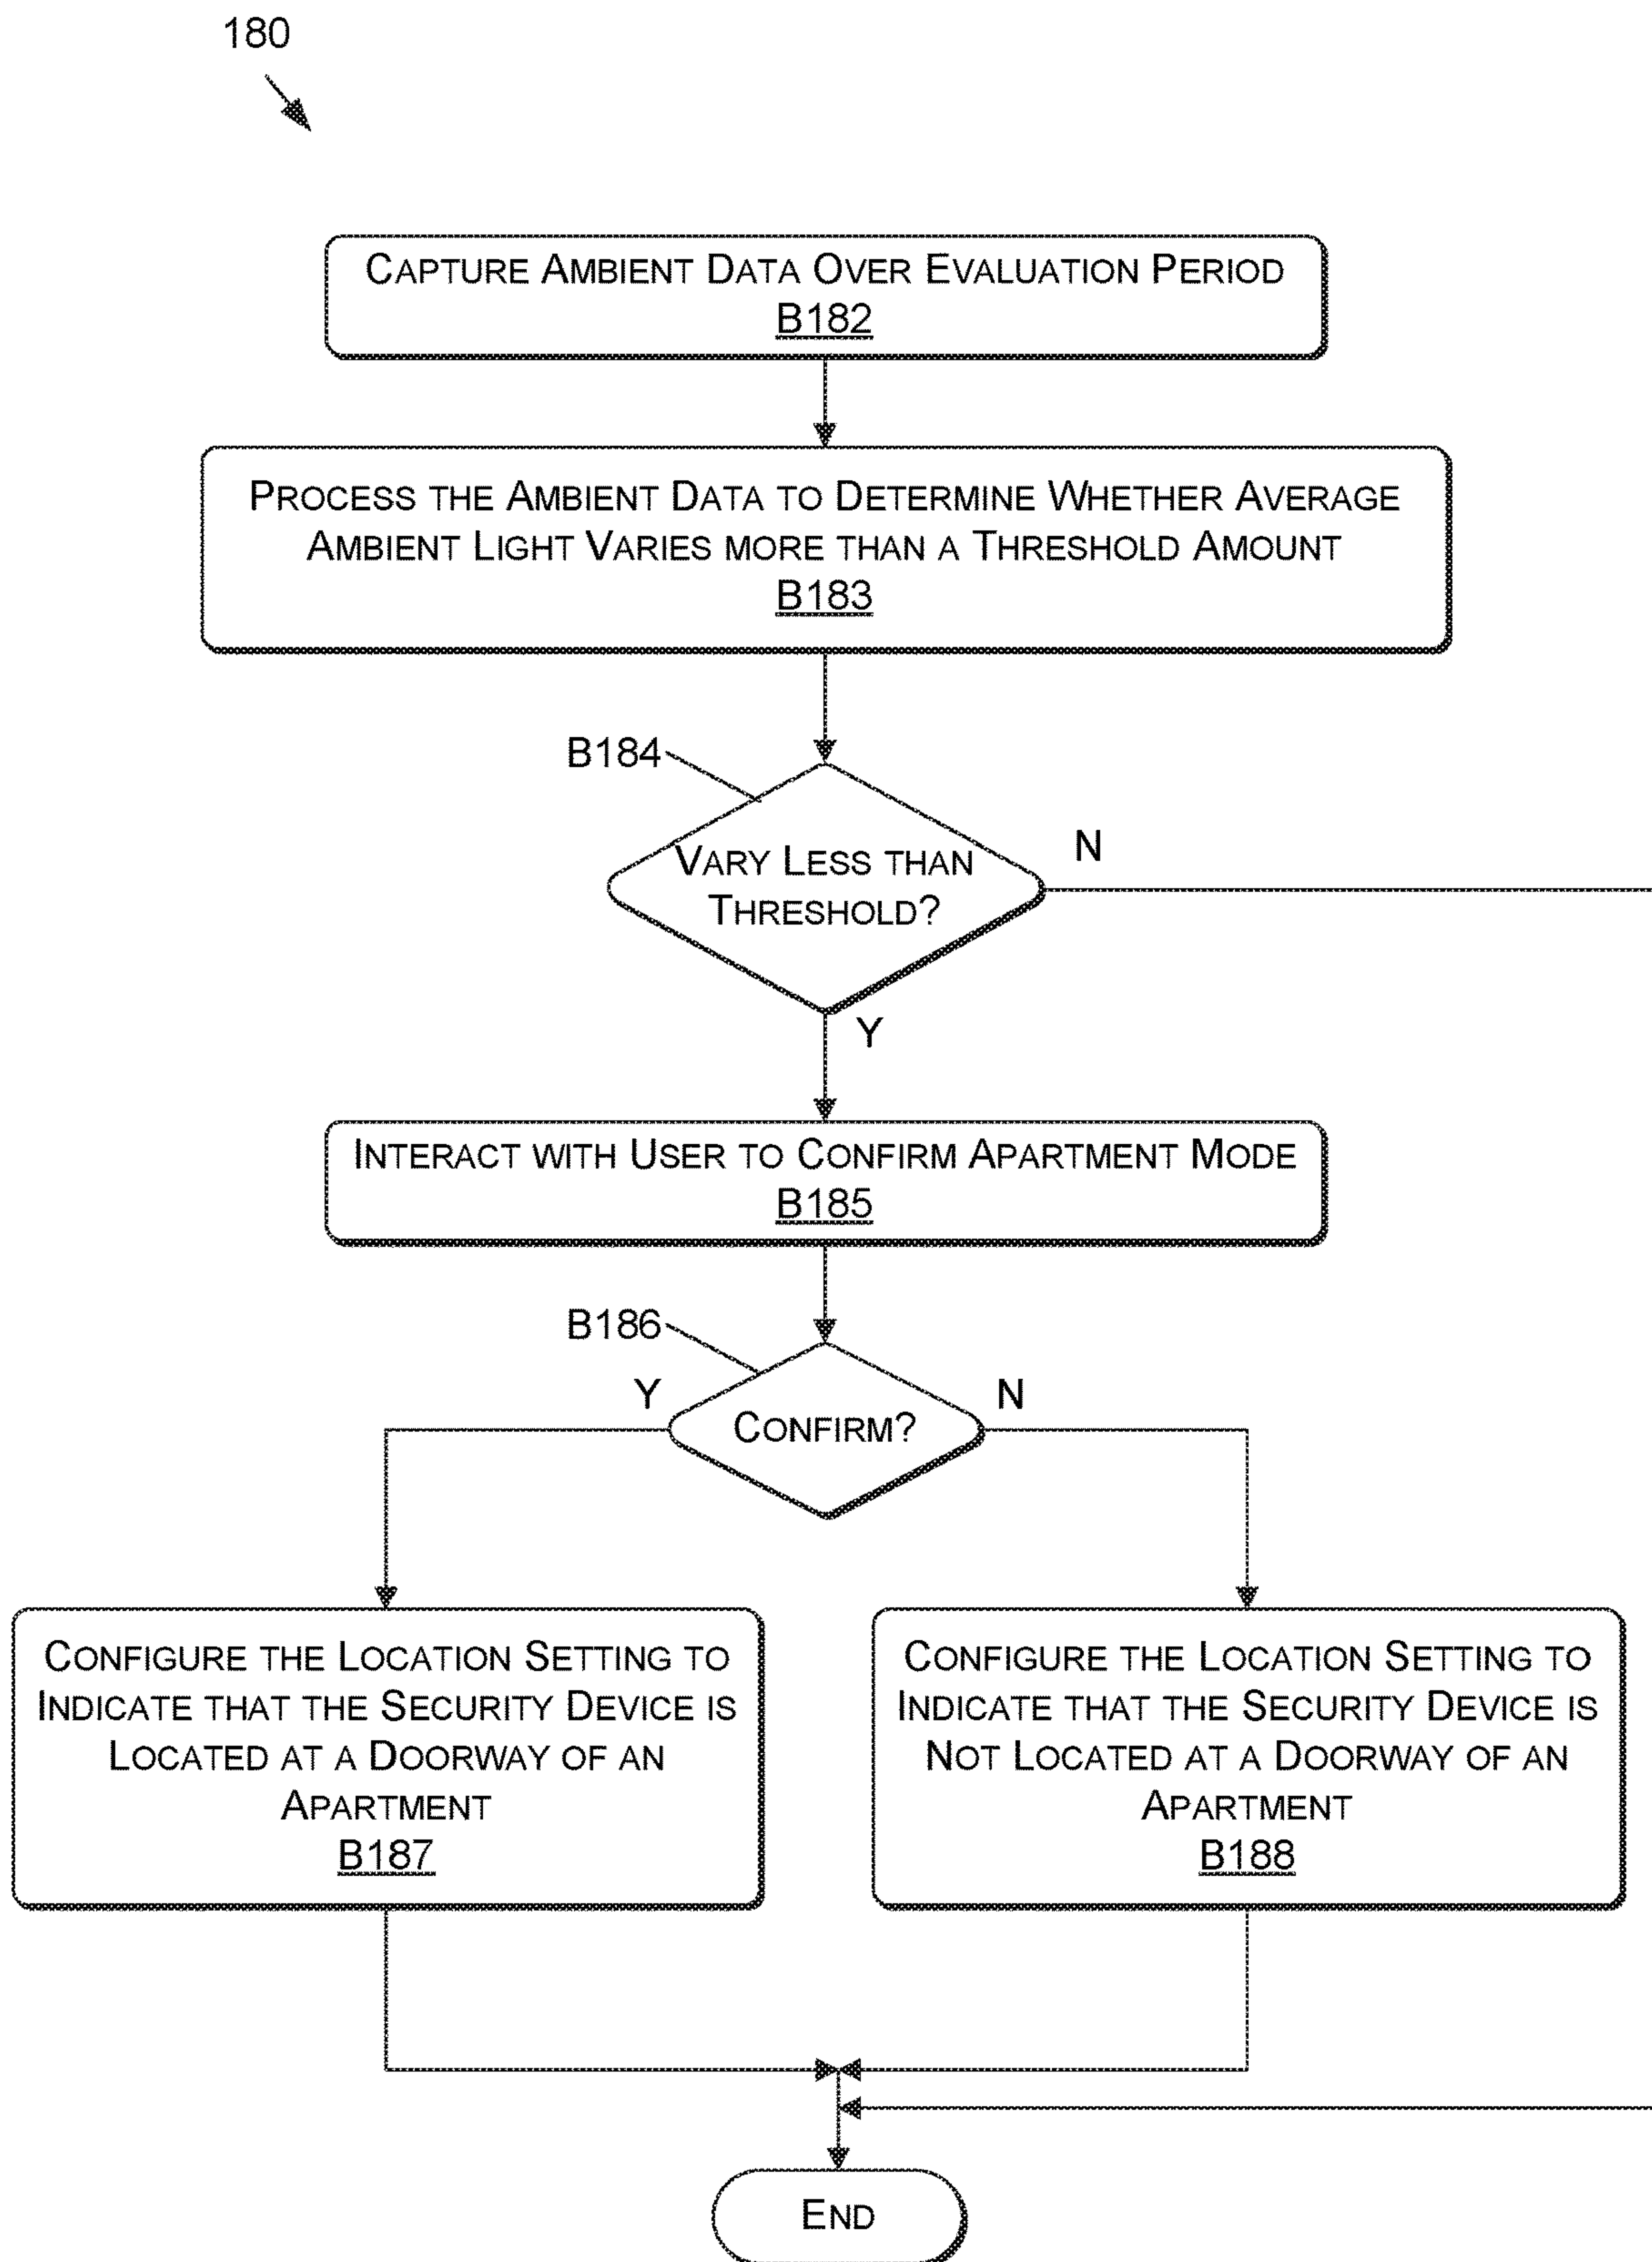 180
CAPTURE AMBIENT DATA OVER EVALUATION PERIOD
B182
PROCESS THE AMBIENT DATA TO DETERMINE WHETHER AVERAGE
AMBIENT LIGHT VARIES MORE THAN A THRESHOLD AMOUNT
B183
B184
VARY LESS THAN
THRESHOLD?
N
Y
INTERACT WITH USER TO CONFIRM APARTMENT MODE
B185
B186
Y
CONFIRM?
N
CONFIGURE THE LOCATION SETTING TO
INDICATE THAT THE SECURITY DEVICE IS
LOCATED AT A DOORWAY OF AN
APARTMENT
B187
CONFIGURE THE LOCATION SETTING TO
INDICATE THAT THE SECURITY DEVICE IS
NOT LOCATED AT A DOORWAY OF AN
APARTMENT
B188
END